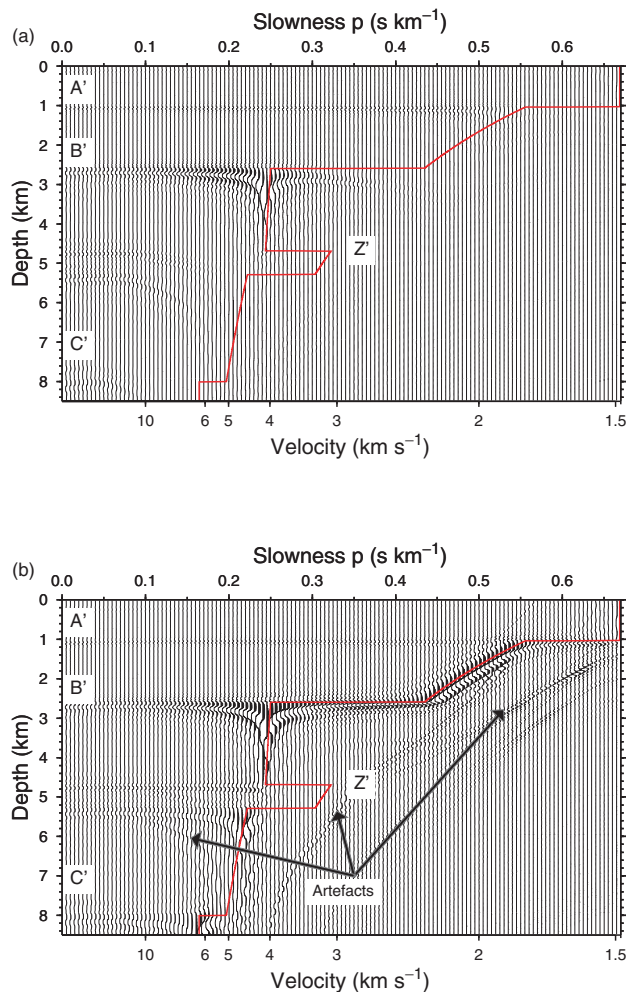 (a)
Slowness p (s km⁻¹)
0.0 0.1 0.2 0.3 0.4 0.5 0.6
0
1
2
3
4
5
6
7
8
Depth (km)
A'
B'
Z'
C'
10 6 5 4 3 2 1.5
Velocity (km s⁻¹)
(b)
Slowness p (s km⁻¹)
0.0 0.1 0.2 0.3 0.4 0.5 0.6
0
1
2
3
4
5
6
7
8
Depth (km)
A'
B'
Z'
C'
Artefacts
10 6 5 4 3 2 1.5
Velocity (km s⁻¹)